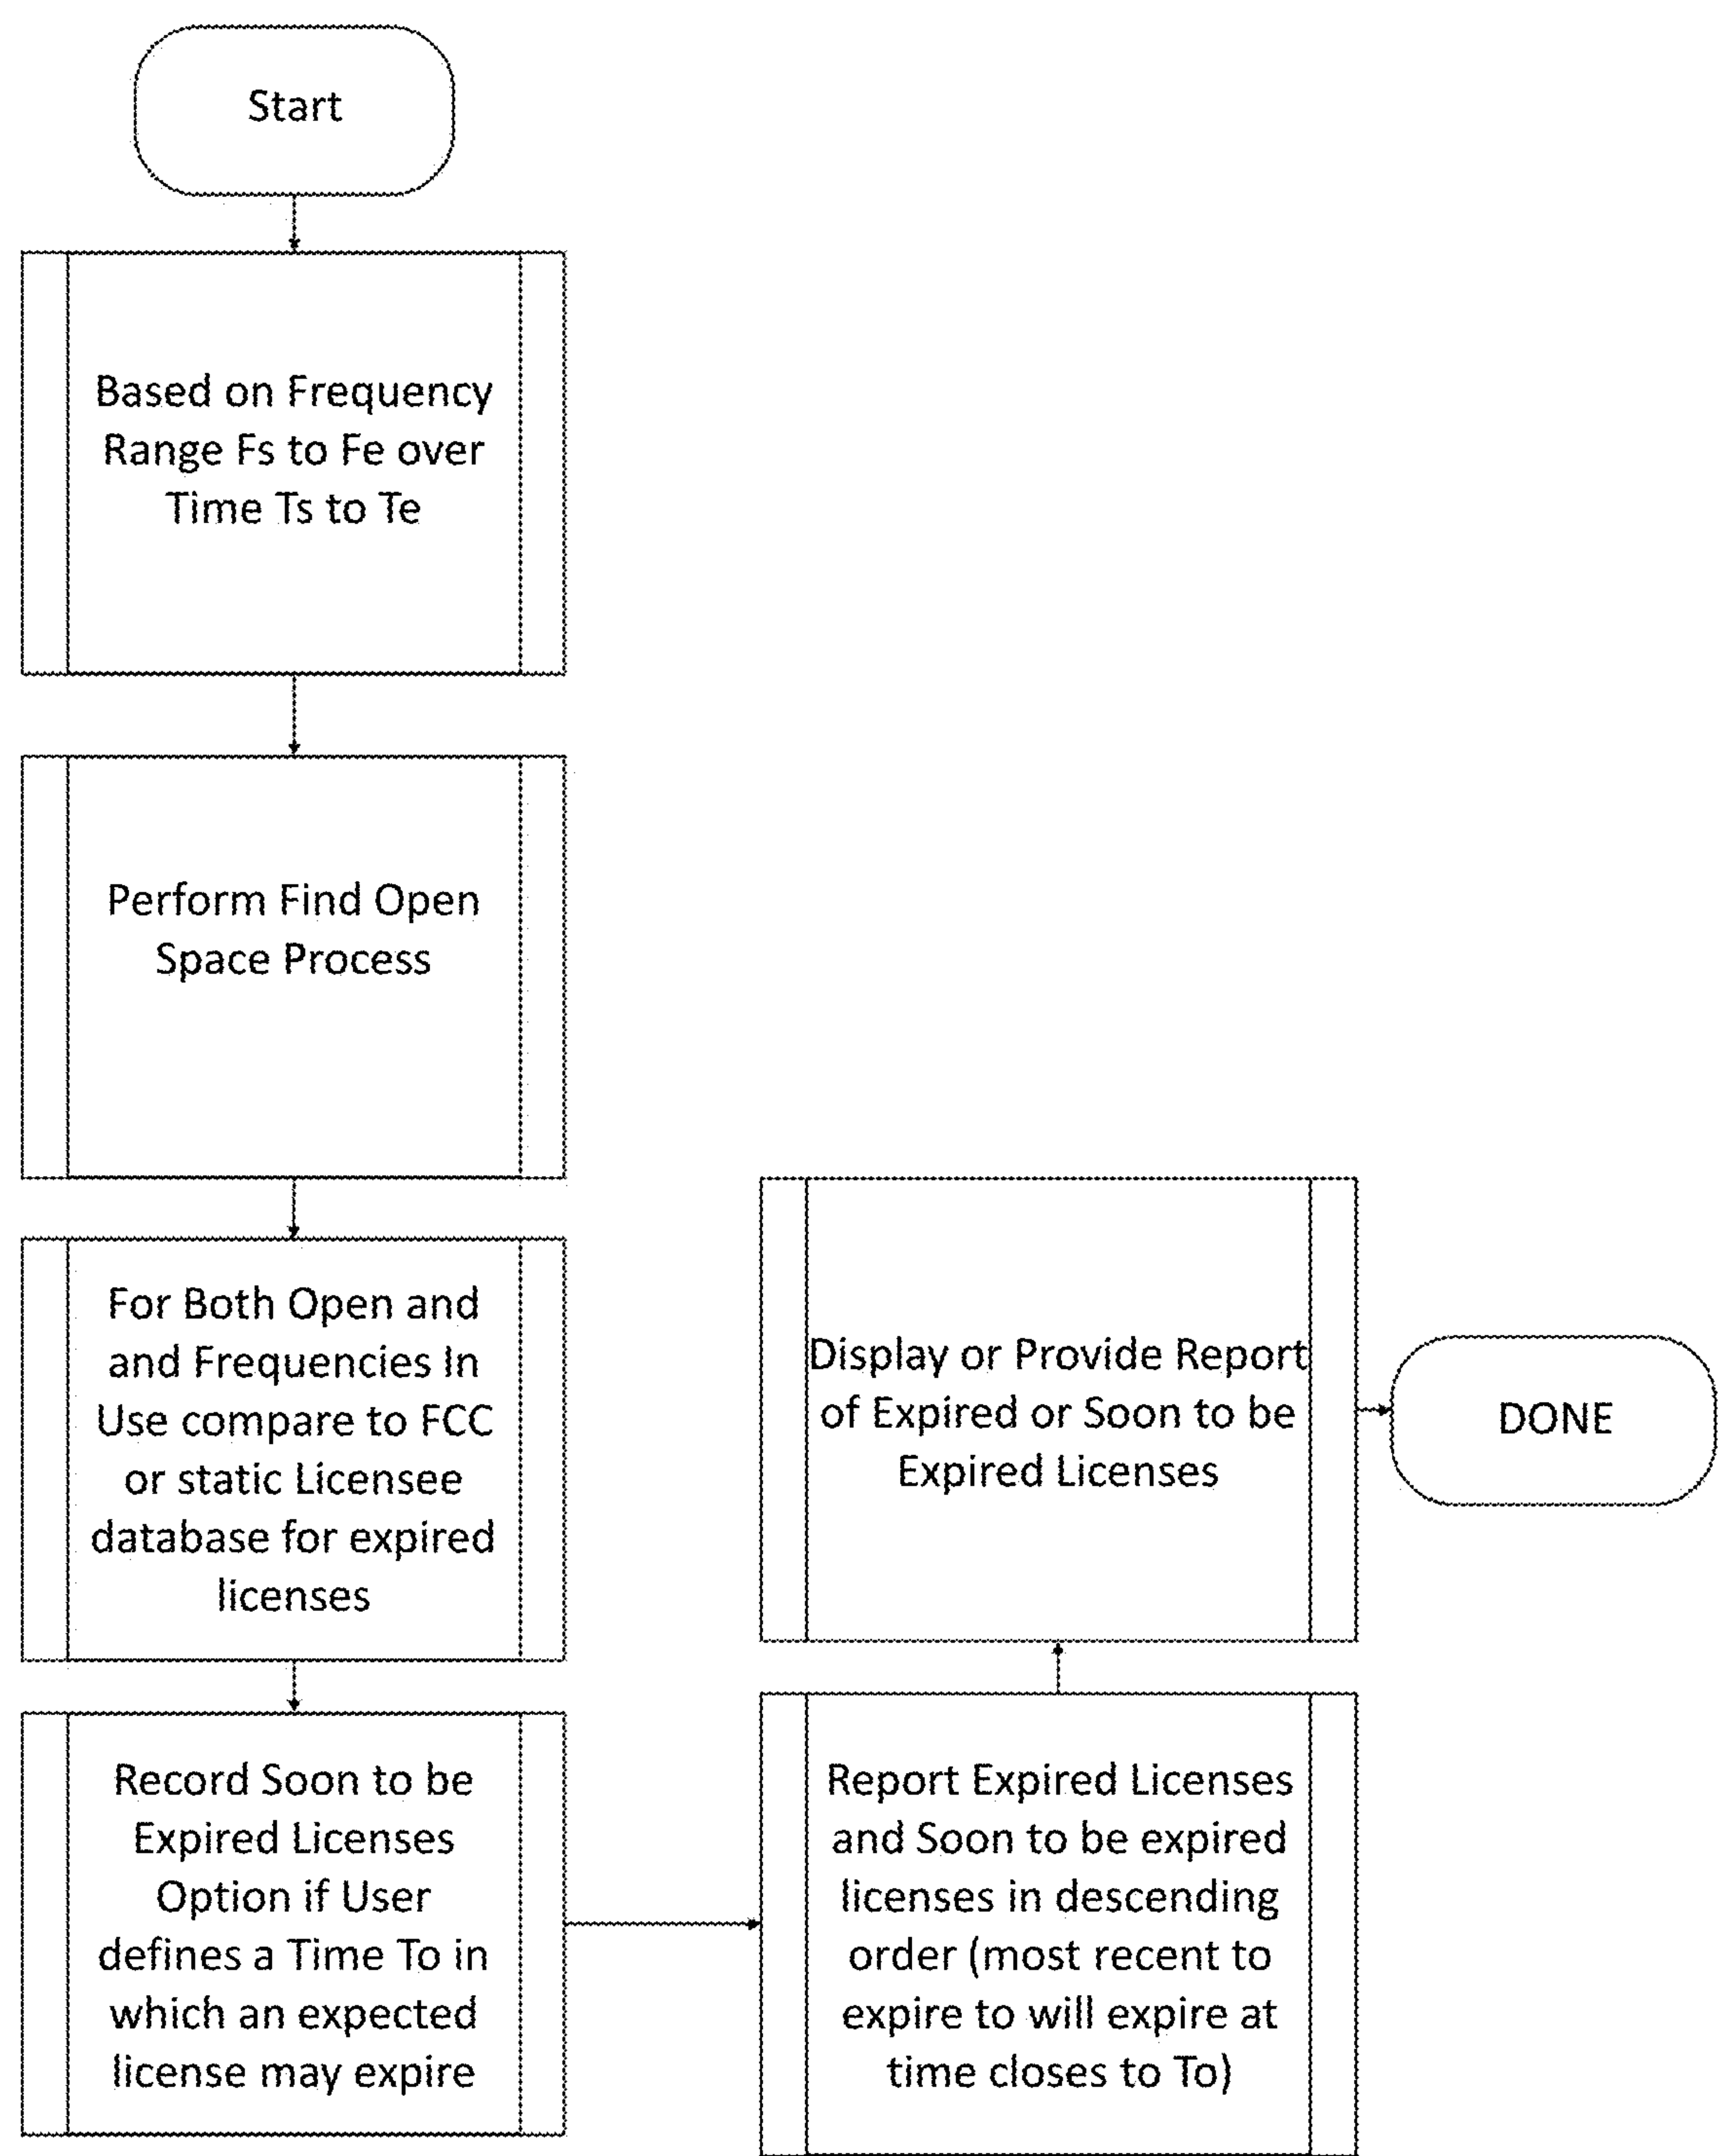 Start
Based on Frequency
Range Fs to Fe over
Time Ts to Te
Perform Find Open
Space Process
For Both Open and
and Frequencies In
Use compare to FCC
or static Licensee
database for expired
licenses
Record Soon to be
Expired Licenses
Option if User
defines a Time To in
which an expected
license may expire
Report Expired Licenses
and Soon to be expired
licenses in descending
order (most recent to
expire to will expire at
time closes to To)
Display or Provide Report
of Expired or Soon to be
Expired Licenses
DONE